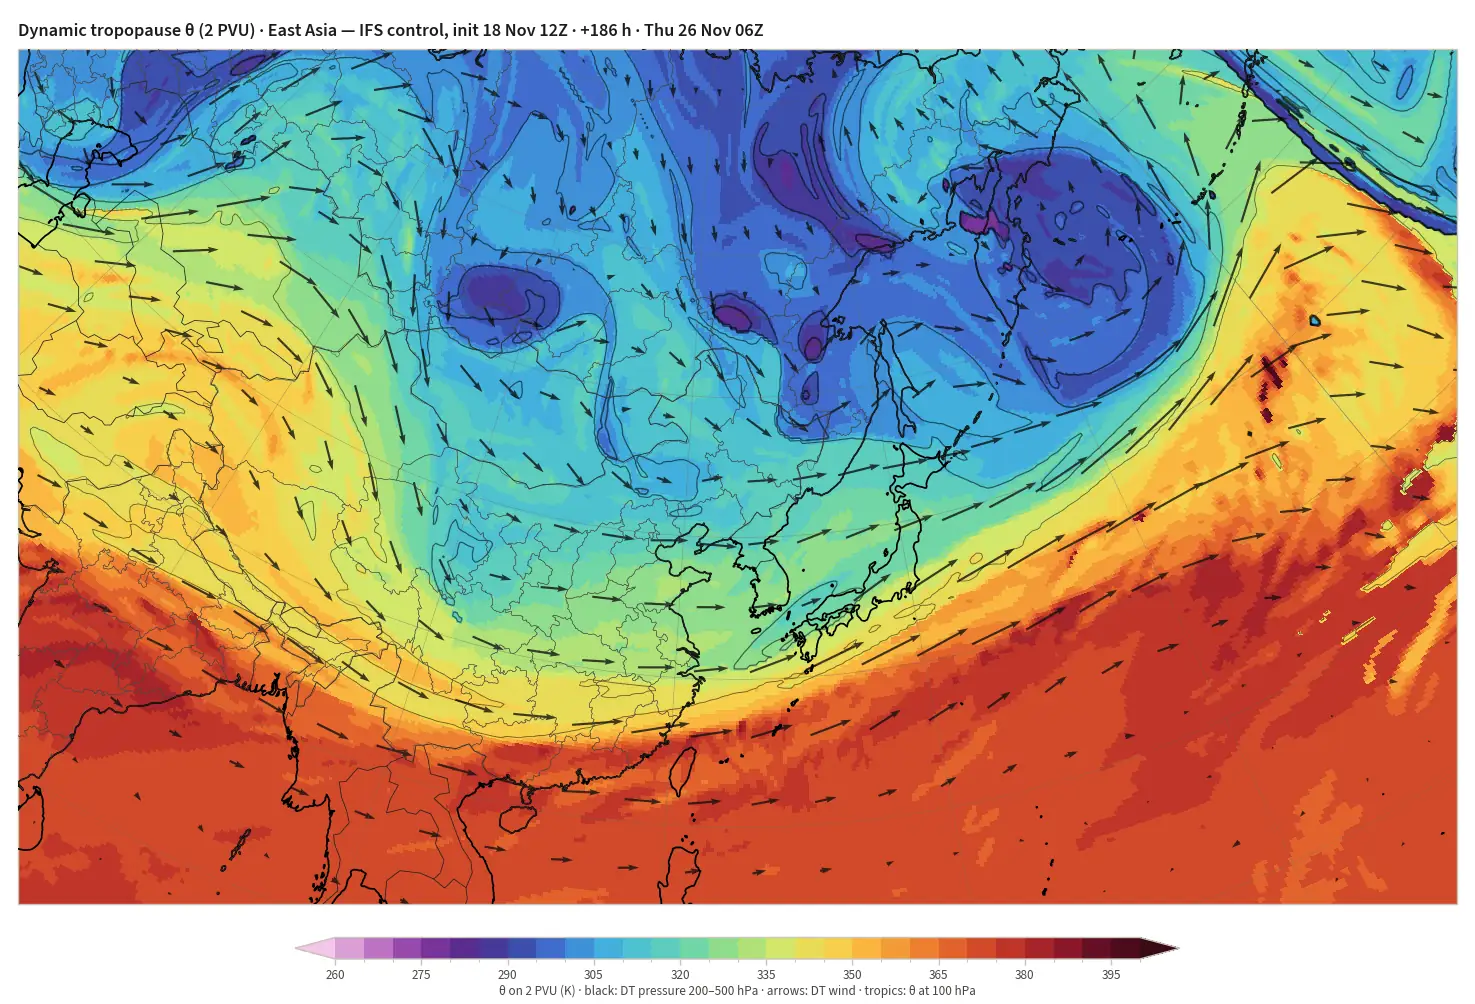 Dynamic tropopause θ (2 PVU) · East Asia — IFS control, init 18 Nov 12Z · +186 h · Thu 26 Nov 06Z
260 275 290 305 320 335 350 365 380 395
θ on 2 PVU (K) · black: DT pressure 200–500 hPa · arrows: DT wind · tropics: θ at 100 hPa